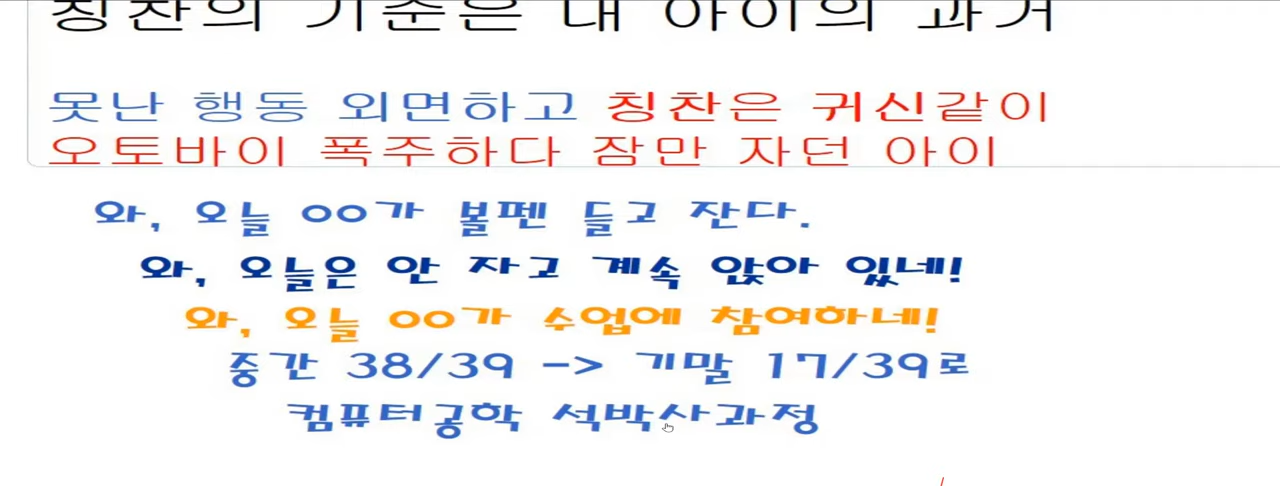 칭찬의 기준은 내 아이의 과거
못난 행동 외면하고 칭찬은 귀신같이
오토바이 폭주하다 잠만 자던 아이
와, 오늘 OO가 볼펜 들고 잔다.
와, 오늘은 안 자고 계속 앉아 있네!
와, 오늘 OO가 수업에 참여하네!
중간 38/39 -> 기말 17/39로
컴퓨터공학 석박사과정